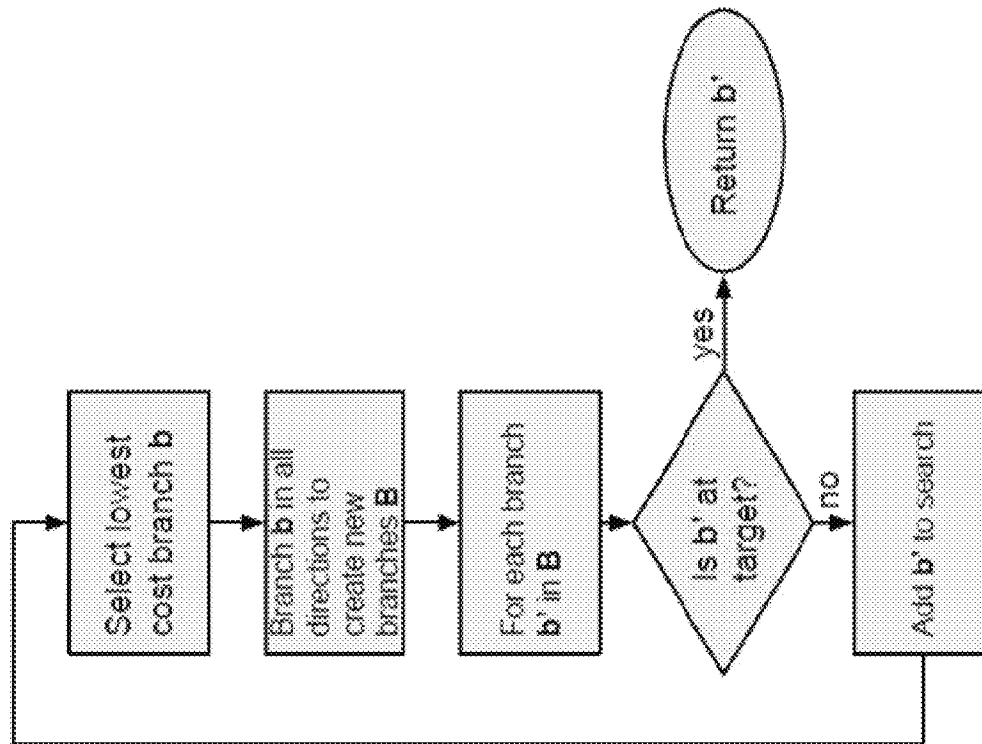 Select lowest
cost branch b
Branch b in all
directions to
create new
branches B
For each branch
b' in B
Is b' at
target?
yes
Return b'
no
Add b' to search